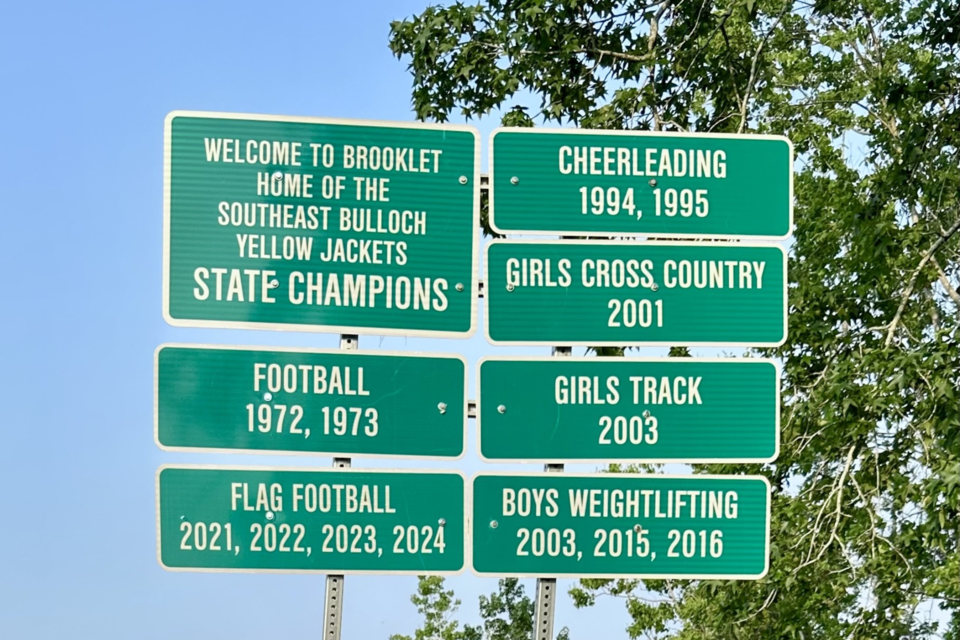 WELCOME TO BROOKLET
HOME OF THE
SOUTHEAST BULLOCH
YELLOW JACKETS
STATE CHAMPIONS
FOOTBALL
1972, 1973
FLAG FOOTBALL
2021, 2022, 2023, 2024
CHEERLEADING
1994, 1995
GIRLS CROSS COUNTRY
2001
GIRLS TRACK
2003
BOYS WEIGHTLIFTING
2003, 2015, 2016